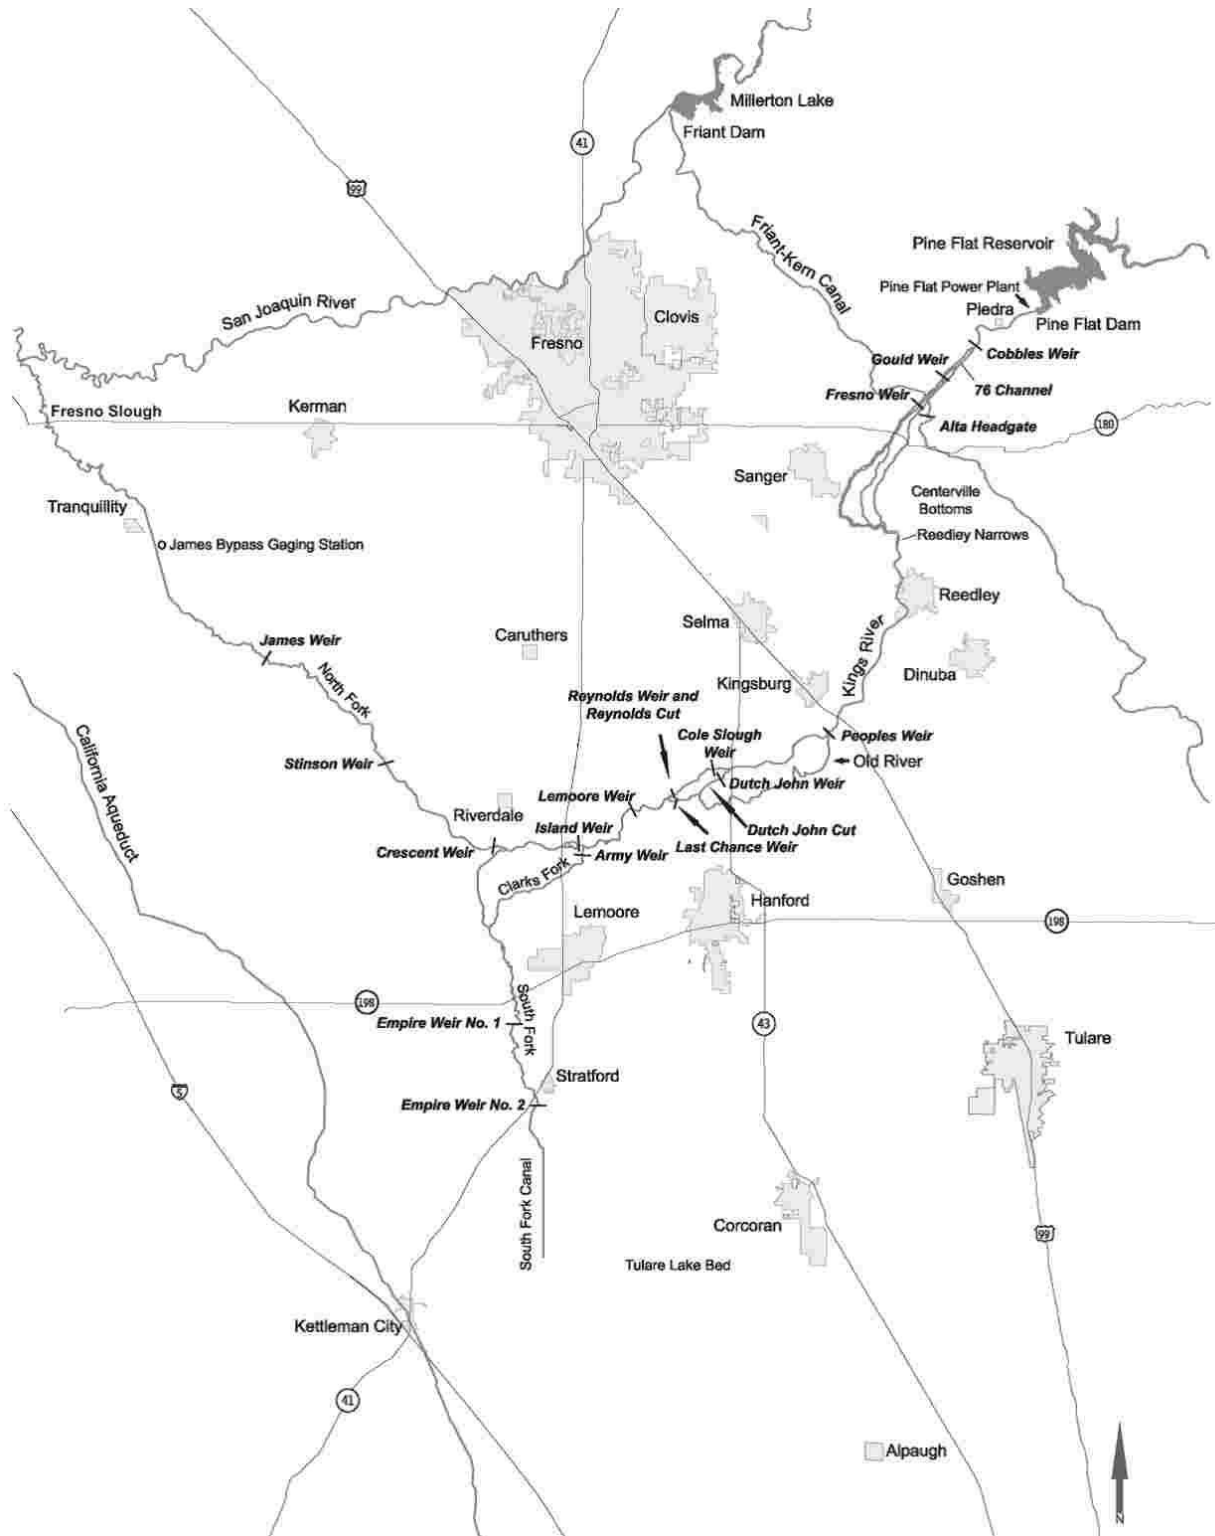 Millerton Lake
Friant Dam
41
99
Friant-Kern Canal
Pine Flat Reservoir
Pine Flat Power Plant
Piedra
Pine Flat Dam
San Joaquin River
Clovis
Fresno
Cobbles Weir
Gould Weir
76 Channel
Fresno Weir
Fresno Slough
Kerman
Alta Headgate
180
Sanger
Centerville
Bottoms
Tranquillity
James Bypass Gaging Station
Reedley Narrows
Reedley
Selma
Caruthers
James Weir
North Fork
Kings River
Dinuba
Kingsburg
Reynolds Weir and
Reynolds Cut
Cole Slough
Weir
Peoples Weir
Old River
California Aqueduct
Stinson Weir
Dutch John Weir
Lemoore Weir
Riverdale
Island Weir
Dutch John Cut
Last Chance Weir
Crescent Weir
Army Weir
Clarks Fork
Goshen
Hanford
Lemoore
198
198
South Fork
Empire Weir No. 1
43
Tulare
Stratford
5
Empire Weir No. 2
South Fork Canal
Corcoran
99
Tulare Lake Bed
Kettleman City
41
Alpaugh
N